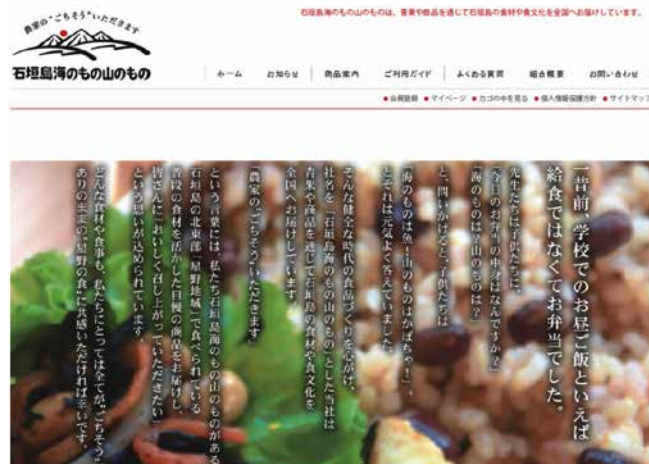 農家の"ごちそう"いただきます
石垣島海のもの山のもの
石垣島海のもの山のものは、青果や商品を通じて石垣島の食材や食文化を全国へお届けしています。
ホーム
お知らせ
商品案内
ご利用ガイド
よくある質問
組合概要
お問い合わせ
会員登録
マイページ
カゴの中を見る
個人情報保護方針
サイトマップ
一昔前、学校でのお昼ご飯といえば
給食ではなくてお弁当でした。
先生たちは子供たちに、
「今日のお弁当の中身はなんですか?
海のものは?山のものは?」
と、問いかけると、子供たちは
「海のものは魚、山のものはかぼちゃ!」、
とそれは元気よく答えていました。
そんな健全な時代の食品づくりを心がけ、
社名を「石垣島海のもの山のもの」とした当社は
青果や商品を通じて石垣島の食材や食文化を
全国へお届けしています。
「農家の"ごちそう"いただきます」
という言葉には、私たち石垣島海のもの山のものがある
石垣島の北東部「星野地域」で食べられている
普段の食材を活かした自慢の商品をお届けし、
皆さんに「おいしく召し上がっていただきたい」
という思いが込められています。
どんな食材や食事も、私たちにとっては全てが"ごちそう"
ありのままの"星野の食"に共感いただければ幸いです。